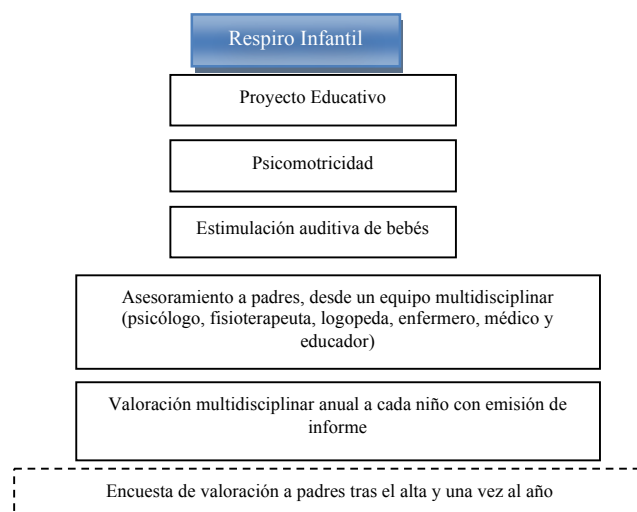 Respiro Infantil
Proyecto Educativo
Psicomotricidad
Estimulación auditiva de bebés
Asesoramiento a padres, desde un equipo multidisciplinar
(psicólogo, fisioterapeuta, logopeda, enfermero, médico y
educador)
Valoración multidisciplinar anual a cada niño con emisión de
informe
Encuesta de valoración a padres tras el alta y una vez al año